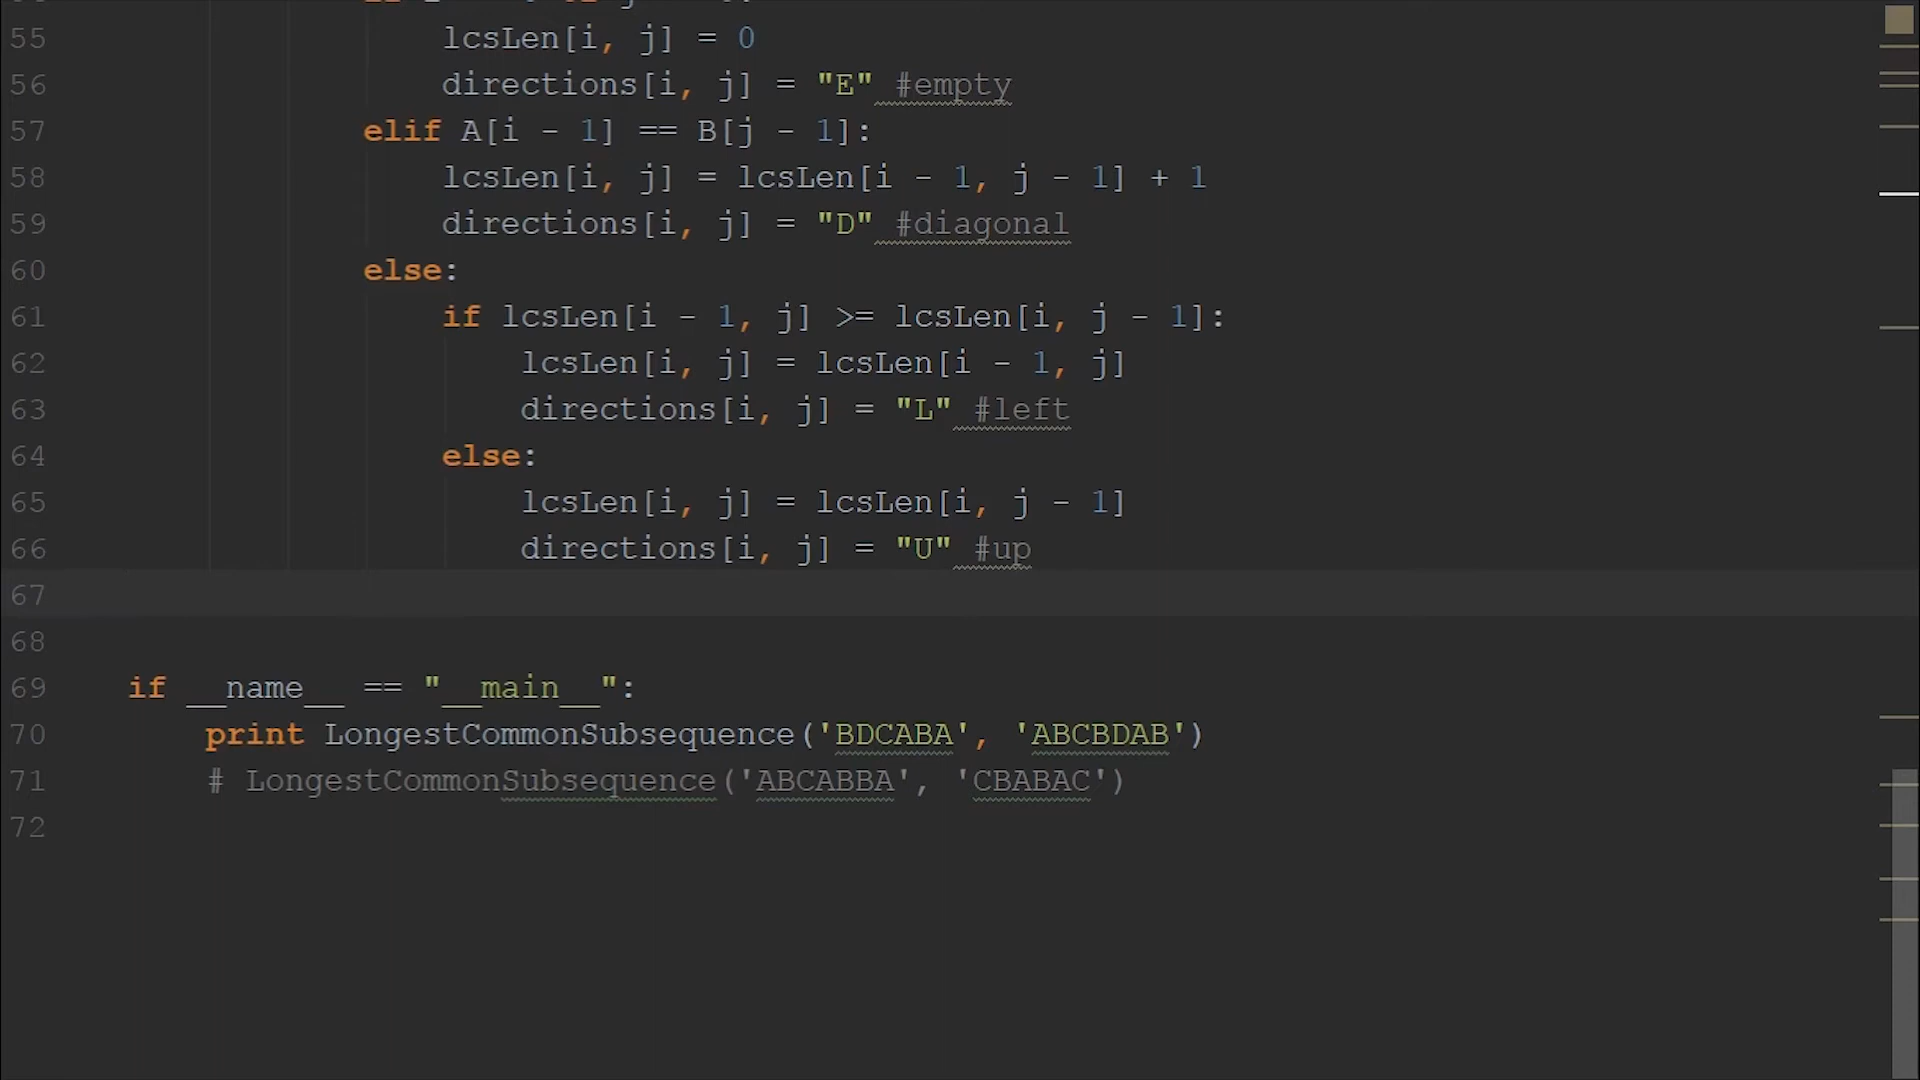 55 lcsLen[i, j] = 0
56 directions[i, j] = "E" #empty
57 elif A[i - 1] == B[j - 1]:
58 lcsLen[i, j] = lcsLen[i - 1, j - 1] + 1
59 directions[i, j] = "D" #diagonal
60 else:
61 if lcsLen[i - 1, j] >= lcsLen[i, j - 1]:
62 lcsLen[i, j] = lcsLen[i - 1, j]
63 directions[i, j] = "L" #left
64 else:
65 lcsLen[i, j] = lcsLen[i, j - 1]
66 directions[i, j] = "U" #up
67
68
69 if __name__ == "__main__":
70 print LongestCommonSubsequence('BDCABA', 'ABCBDAB')
71 # LongestCommonSubsequence('ABCABBA', 'CBABAC')
72